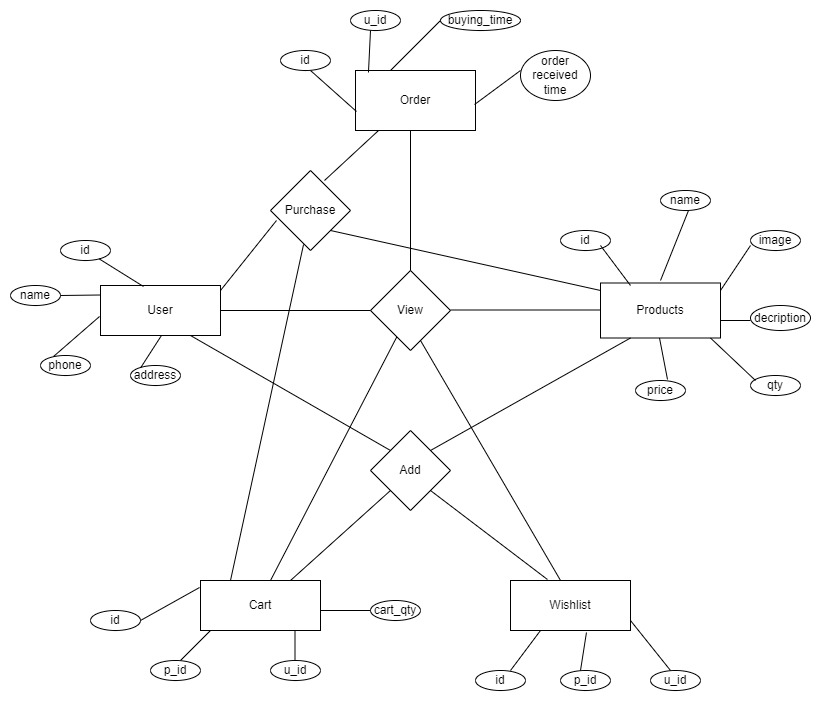 u_id
buying_time
id
order
received
time
Order
Purchase
name
id
image
id
name
User
View
Products
decription
phone
address
price
qty
Add
Cart
cart_qty
Wishlist
id
p_id
u_id
id
p_id
u_id